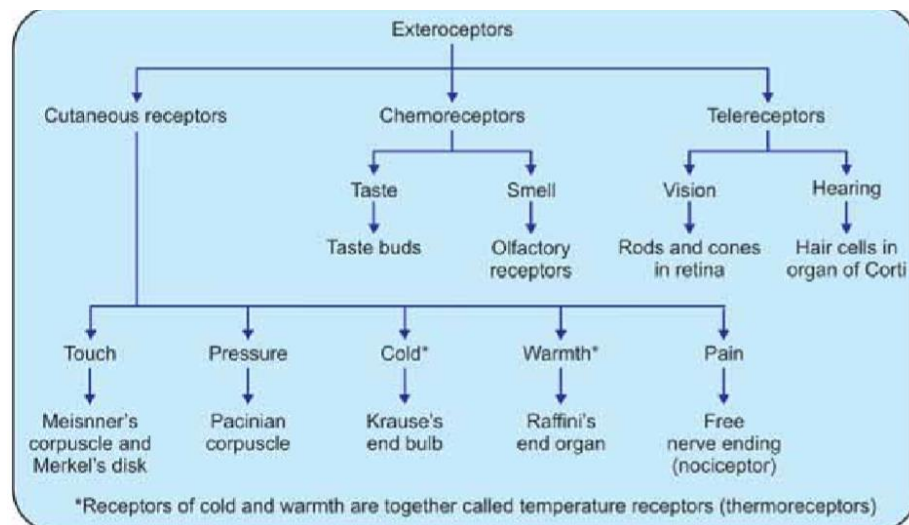 Exteroceptors
Cutaneous receptors
Chemoreceptors
Telereceptors
Taste
Smell
Vision
Hearing
Taste buds
Olfactory
receptors
Rods and cones
in retina
Hair cells in
organ of Corti
Touch
Pressure
Cold*
Warmth*
Pain
Meisnner's
corpuscle and
Merkel's disk
Pacinian
corpuscle
Krause's
end bulb
Raffini's
end organ
Free
nerve ending
(nociceptor)
*Receptors of cold and warmth are together called temperature receptors (thermoreceptors)